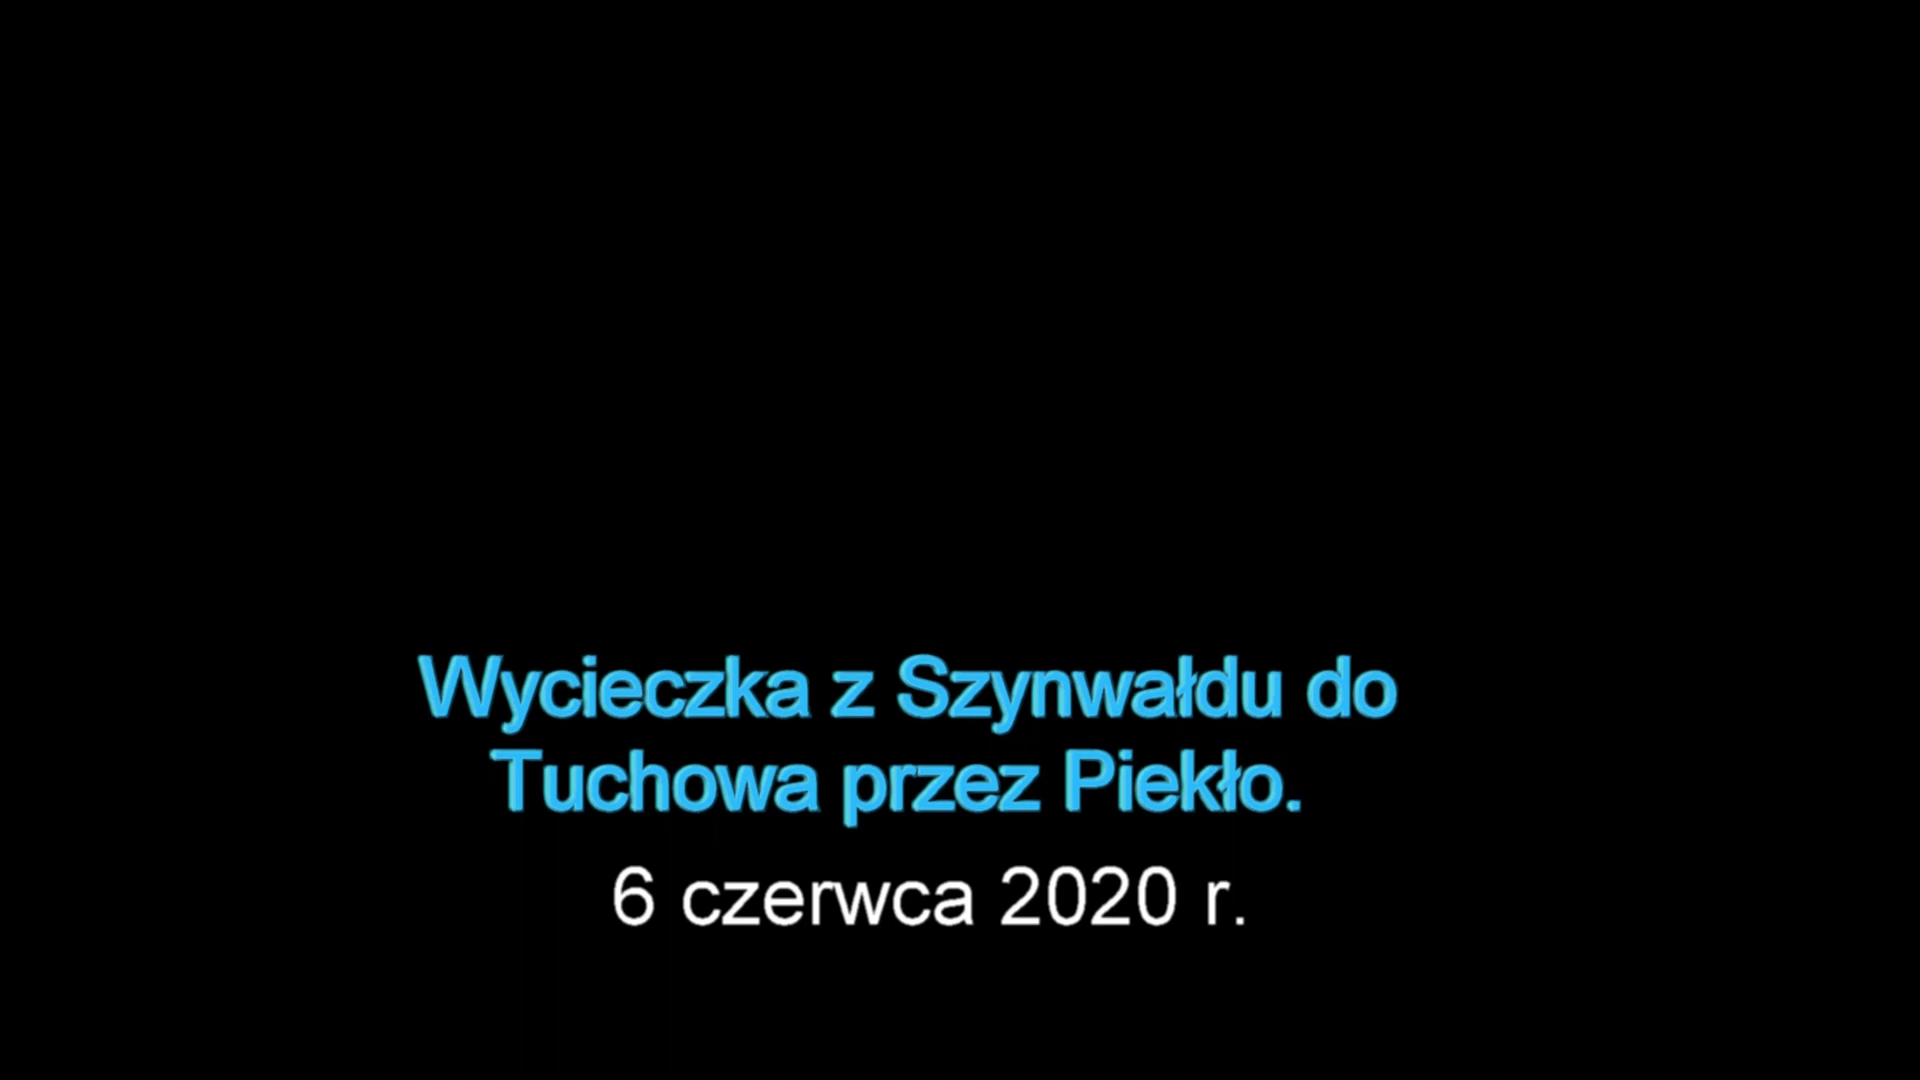 Wycieczka z Szynwałdu do
Tuchowa przez Piekło.
6 czerwca 2020 r.